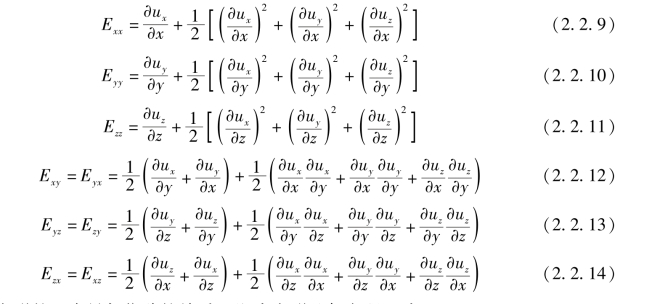 E_{xx} = \frac{\partial u_x}{\partial x} + \frac{1}{2}\left[\left(\frac{\partial u_x}{\partial x}\right)^2 + \left(\frac{\partial u_y}{\partial x}\right)^2 + \left(\frac{\partial u_z}{\partial x}\right)^2\right] (2.2.9)
E_{yy} = \frac{\partial u_y}{\partial y} + \frac{1}{2}\left[\left(\frac{\partial u_x}{\partial y}\right)^2 + \left(\frac{\partial u_y}{\partial y}\right)^2 + \left(\frac{\partial u_z}{\partial y}\right)^2\right] (2.2.10)
E_{zz} = \frac{\partial u_z}{\partial z} + \frac{1}{2}\left[\left(\frac{\partial u_x}{\partial z}\right)^2 + \left(\frac{\partial u_y}{\partial z}\right)^2 + \left(\frac{\partial u_z}{\partial z}\right)^2\right] (2.2.11)
E_{xy} = E_{yx} = \frac{1}{2}\left(\frac{\partial u_x}{\partial y} + \frac{\partial u_y}{\partial x}\right) + \frac{1}{2}\left(\frac{\partial u_x}{\partial x}\frac{\partial u_x}{\partial y} + \frac{\partial u_y}{\partial x}\frac{\partial u_y}{\partial y} + \frac{\partial u_z}{\partial x}\frac{\partial u_z}{\partial y}\right) (2.2.12)
E_{yz} = E_{zy} = \frac{1}{2}\left(\frac{\partial u_y}{\partial z} + \frac{\partial u_z}{\partial y}\right) + \frac{1}{2}\left(\frac{\partial u_x}{\partial y}\frac{\partial u_x}{\partial z} + \frac{\partial u_y}{\partial y}\frac{\partial u_y}{\partial z} + \frac{\partial u_z}{\partial y}\frac{\partial u_z}{\partial z}\right) (2.2.13)
E_{zx} = E_{xz} = \frac{1}{2}\left(\frac{\partial u_z}{\partial x} + \frac{\partial u_x}{\partial z}\right) + \frac{1}{2}\left(\frac{\partial u_x}{\partial z}\frac{\partial u_x}{\partial x} + \frac{\partial u_y}{\partial z}\frac{\partial u_y}{\partial x} + \frac{\partial u_z}{\partial z}\frac{\partial u_z}{\partial x}\right) (2.2.14)